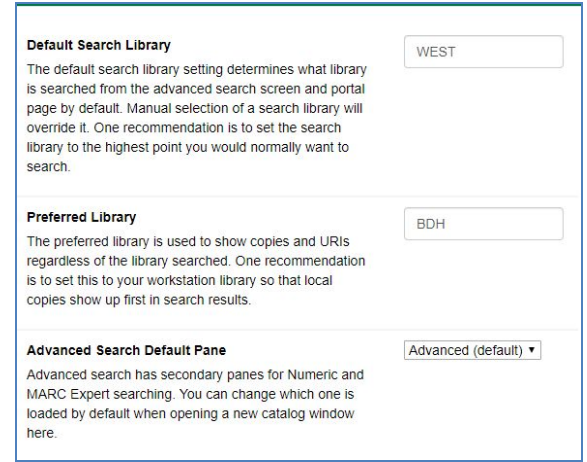 Default Search Library
WEST
The default search library setting determines what library
is searched from the advanced search screen and portal
page by default. Manual selection of a search library will
override it. One recommendation is to set the search
library to the highest point you would normally want to
search.
Preferred Library
BDH
The preferred library is used to show copies and URIs
regardless of the library searched. One recommendation
is to set this to your workstation library so that local
copies show up first in search results.
Advanced Search Default Pane
Advanced (default)
Advanced search has secondary panes for Numeric and
MARC Expert searching. You can change which one is
loaded by default when opening a new catalog window
here.